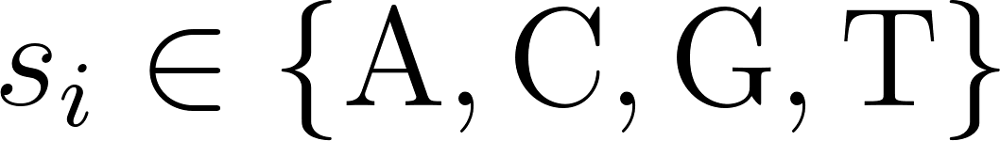 sᵢ ∈ {A, C, G, T}